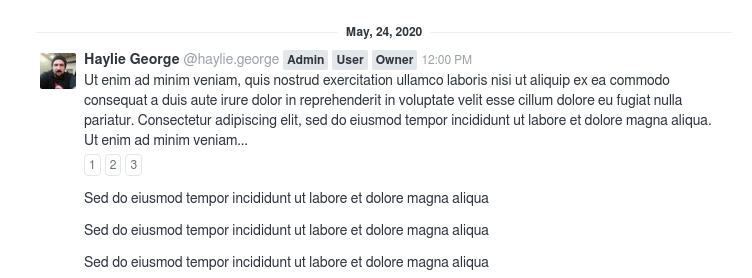 May, 24, 2020
Haylie George @haylie.george Admin User Owner 12:00 PM
Ut enim ad minim veniam, quis nostrud exercitation ullamco laboris nisi ut aliquip ex ea commodo
consequat a duis aute irure dolor in reprehenderit in voluptate velit esse cillum dolore eu fugiat nulla
pariatur. Consectetur adipiscing elit, sed do eiusmod tempor incididunt ut labore et dolore magna aliqua.
Ut enim ad minim veniam...
1 2 3
Sed do eiusmod tempor incididunt ut labore et dolore magna aliqua
Sed do eiusmod tempor incididunt ut labore et dolore magna aliqua
Sed do eiusmod tempor incididunt ut labore et dolore magna aliqua